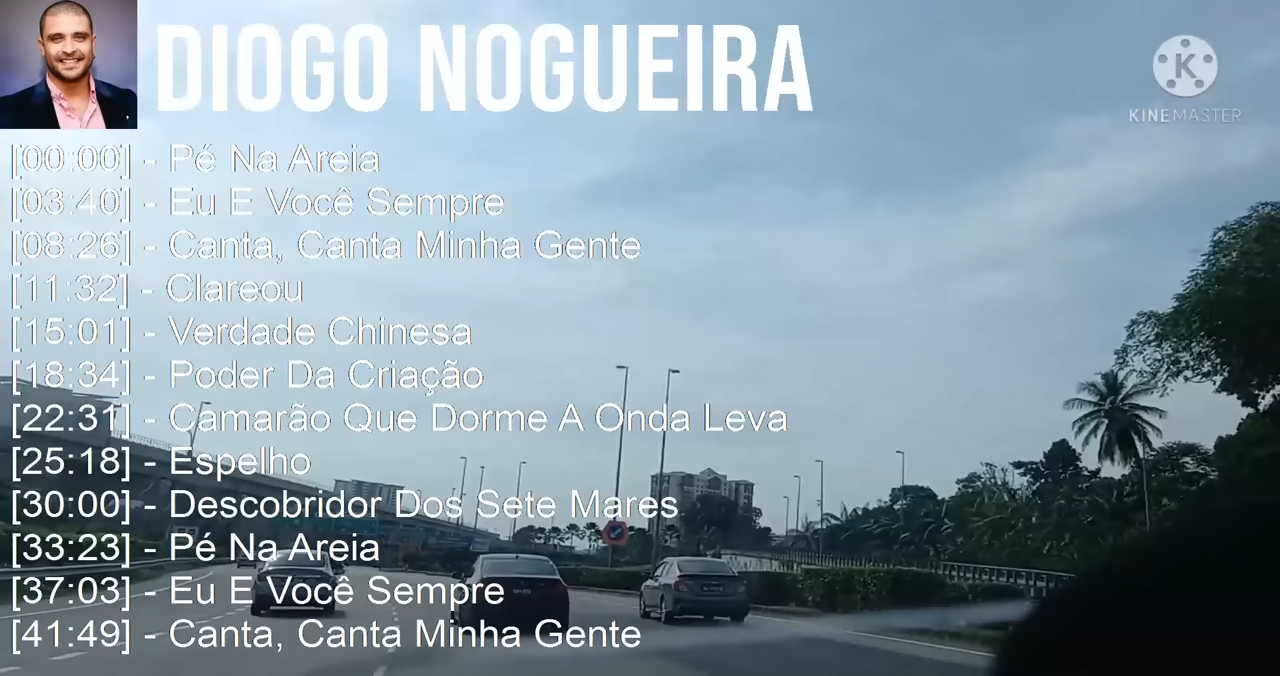 DIOGO NOGUEIRA
KINEMASTER
[00:00] - Pé Na Areia
[03:40] - Eu E Você Sempre
[08:26] - Canta, Canta Minha Gente
[11:32] - Clareou
[15:01] - Verdade Chinesa
[18:34] - Poder Da Criação
[22:31] - Camarão Que Dorme A Onda Leva
[25:18] - Espelho
[30:00] - Descobridor Dos Sete Mares
[33:23] - Pé Na Areia
[37:03] - Eu E Você Sempre
[41:49] - Canta, Canta Minha Gente